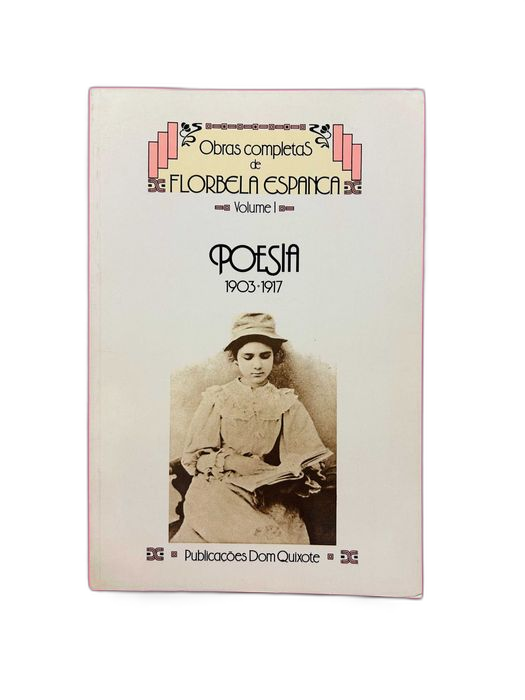 Obras completas
de
FLORBELA ESPANCA
Volume I
POESIA
1903•1917
Publicações Dom Quixote